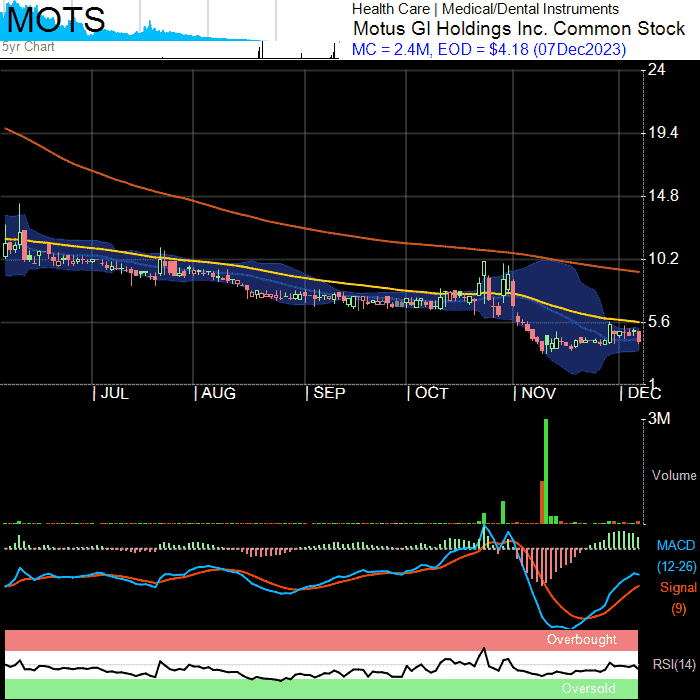 MOTS
Health Care | Medical/Dental Instruments
Motus GI Holdings Inc. Common Stock
5yr Chart
MC = 2.4M, EOD = $4.18 (07Dec2023)
24
19.4
14.8
10.2
5.6
1
JUL AUG SEP OCT NOV DEC
3M
Volume
MACD
(12-26)
Signal
(9)
Overbought
RSI(14)
Oversold